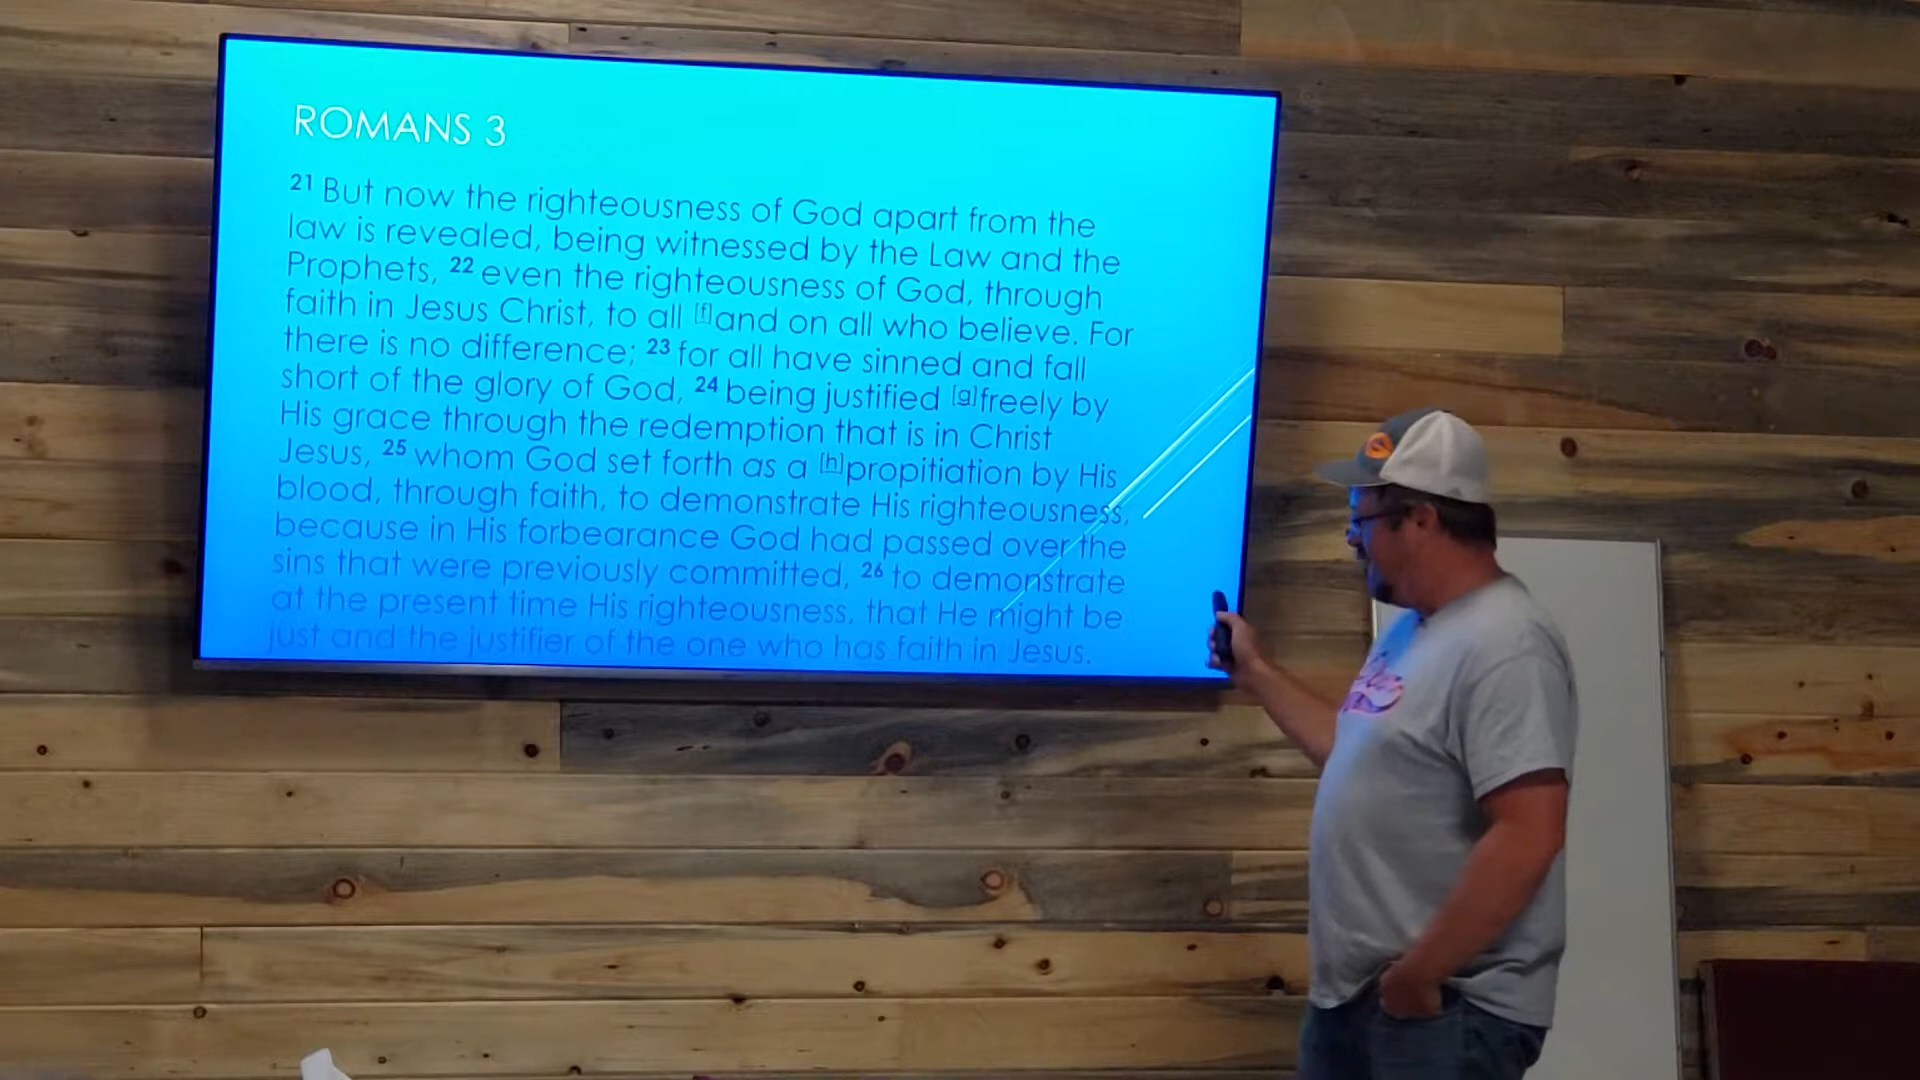 ROMANS 3
21 But now the righteousness of God apart from the
law is revealed, being witnessed by the Law and the
Prophets, 22 even the righteousness of God, through
faith in Jesus Christ, to all [f]and on all who believe. For
there is no difference; 23 for all have sinned and fall
short of the glory of God, 24 being justified [g]freely by
His grace through the redemption that is in Christ
Jesus, 25 whom God set forth as a [h]propitiation by His
blood, through faith, to demonstrate His righteousness,
because in His forbearance God had passed over the
sins that were previously committed, 26 to demonstrate
at the present time His righteousness, that He might be
just and the justifier of the one who has faith in Jesus.